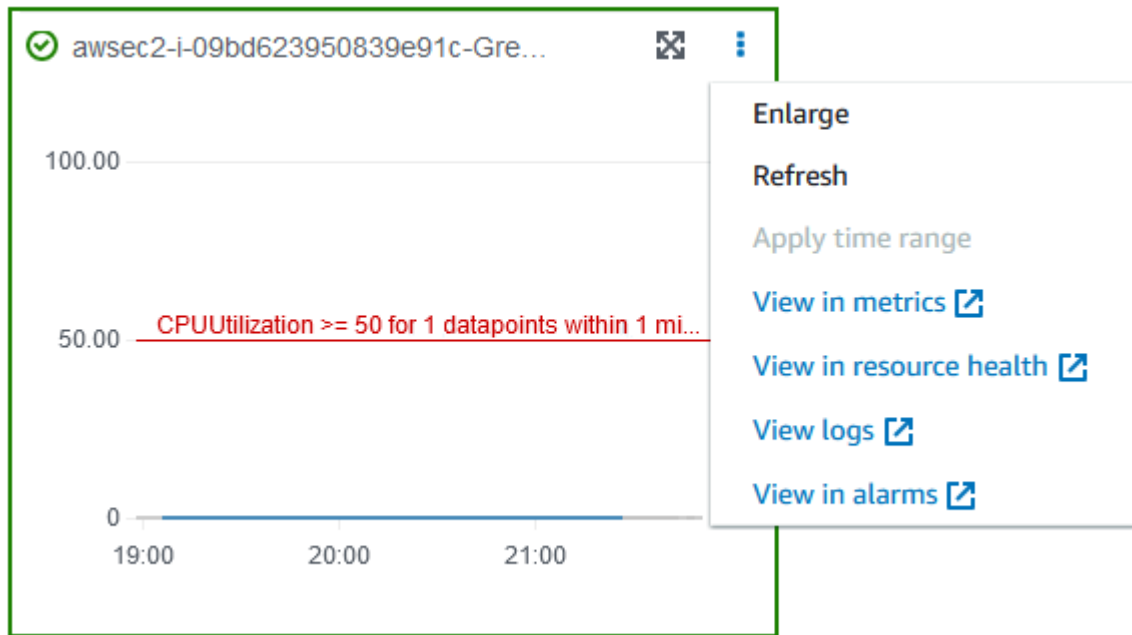 awsec2-i-09bd623950839e91c-Gre...
Enlarge
Refresh
Apply time range
View in metrics
View in resource health
View logs
View in alarms
100.00
CPUUtilization >= 50 for 1 datapoints within 1 mi...
50.00
0
19:00 20:00 21:00